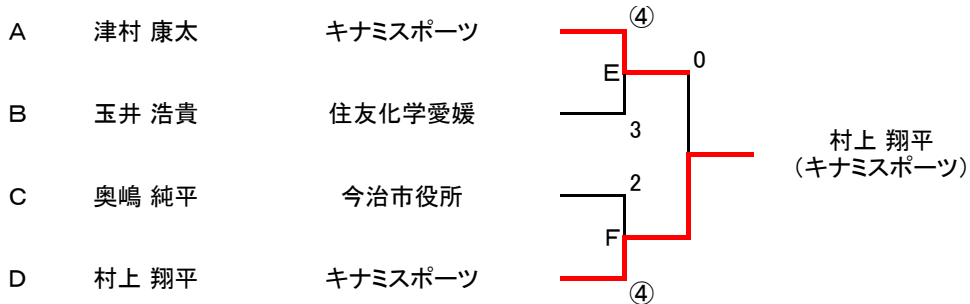 A 津村 康太 キナミスポーツ ④
E 0
B 玉井 浩貴 住友化学愛媛 3
村上 翔平
（キナミスポーツ）
C 奥嶋 純平 今治市役所 2
F
D 村上 翔平 キナミスポーツ ④